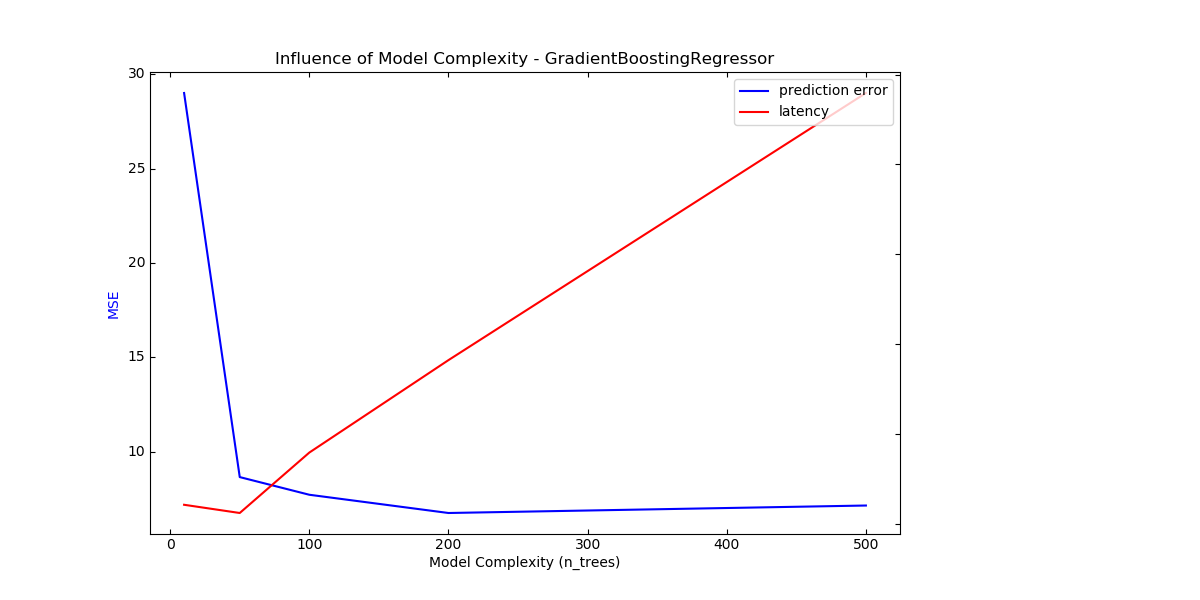 Influence of Model Complexity - GradientBoostingRegressor
prediction error
latency
30
25
20
15
10
MSE
0 100 200 300 400 500
Model Complexity (n_trees)